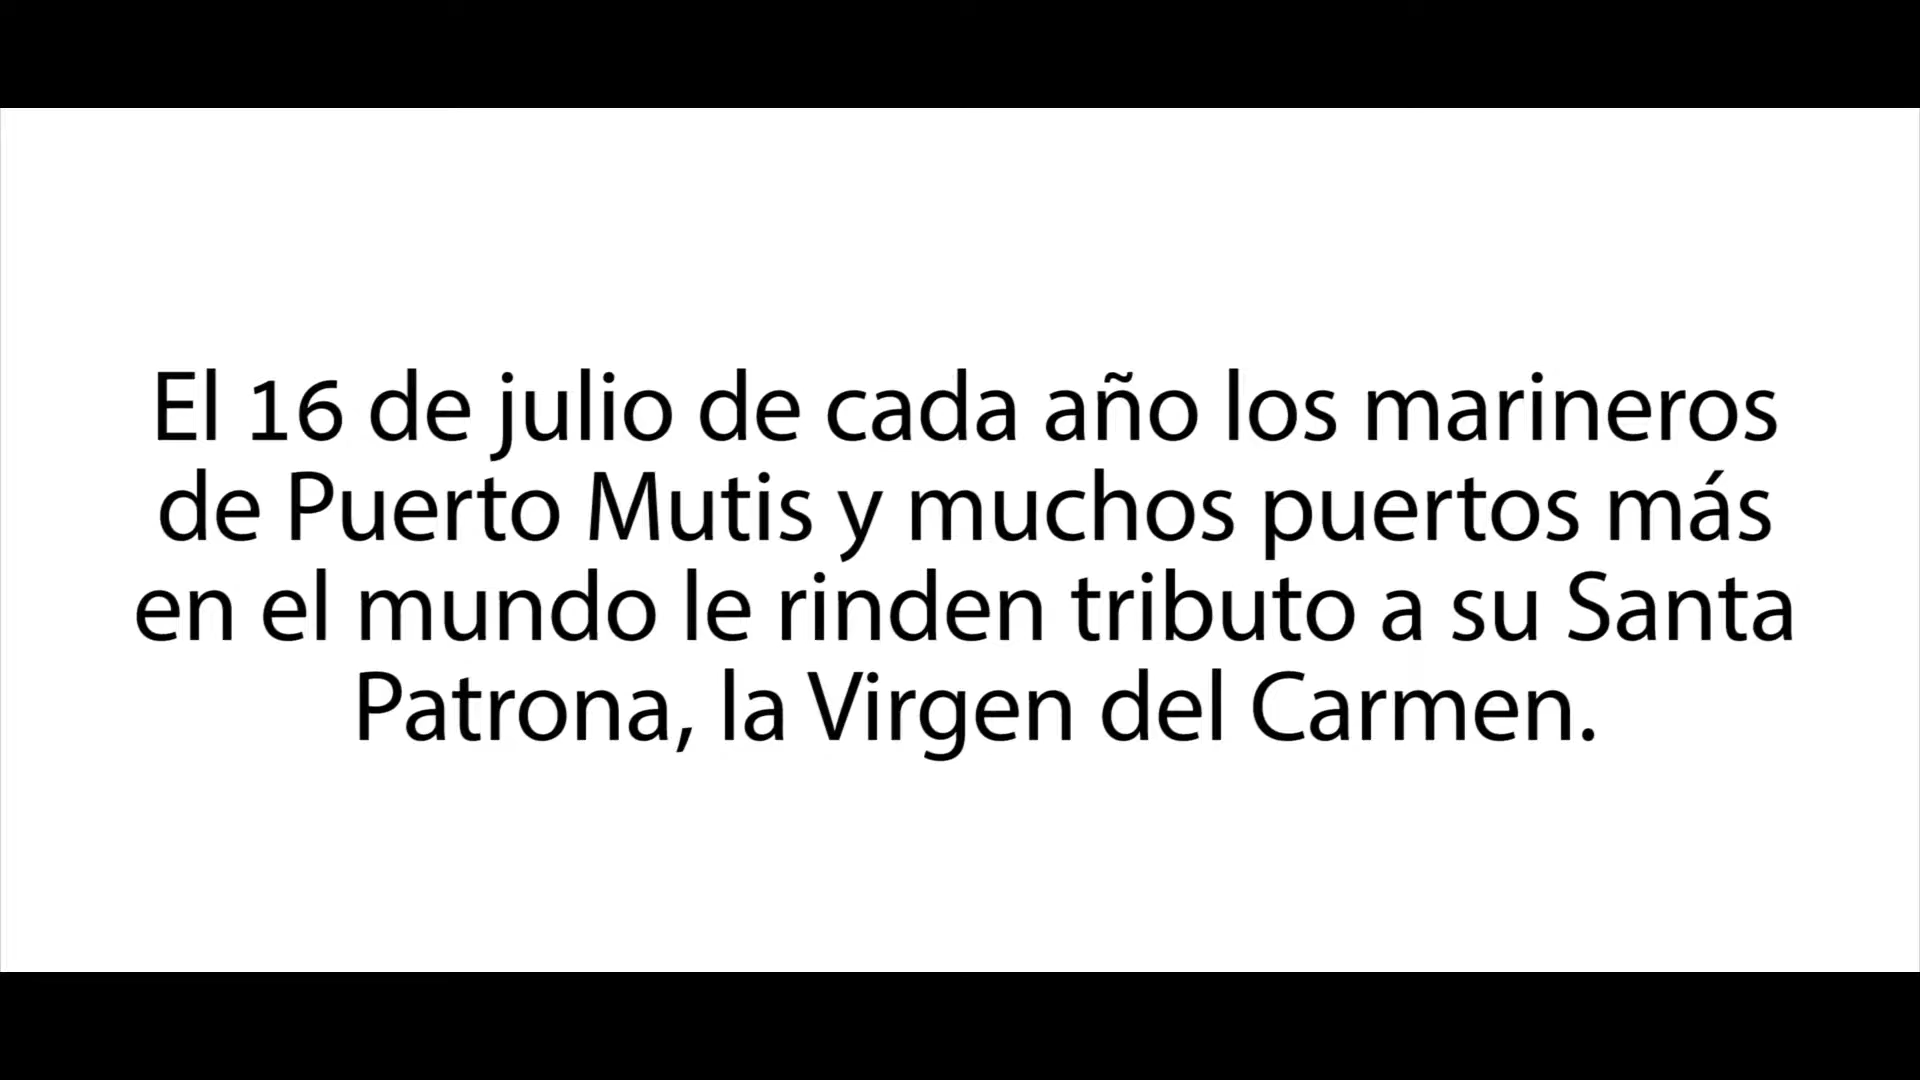 El 16 de julio de cada año los marineros
de Puerto Mutis y muchos puertos más
en el mundo le rinden tributo a su Santa
Patrona, la Virgen del Carmen.